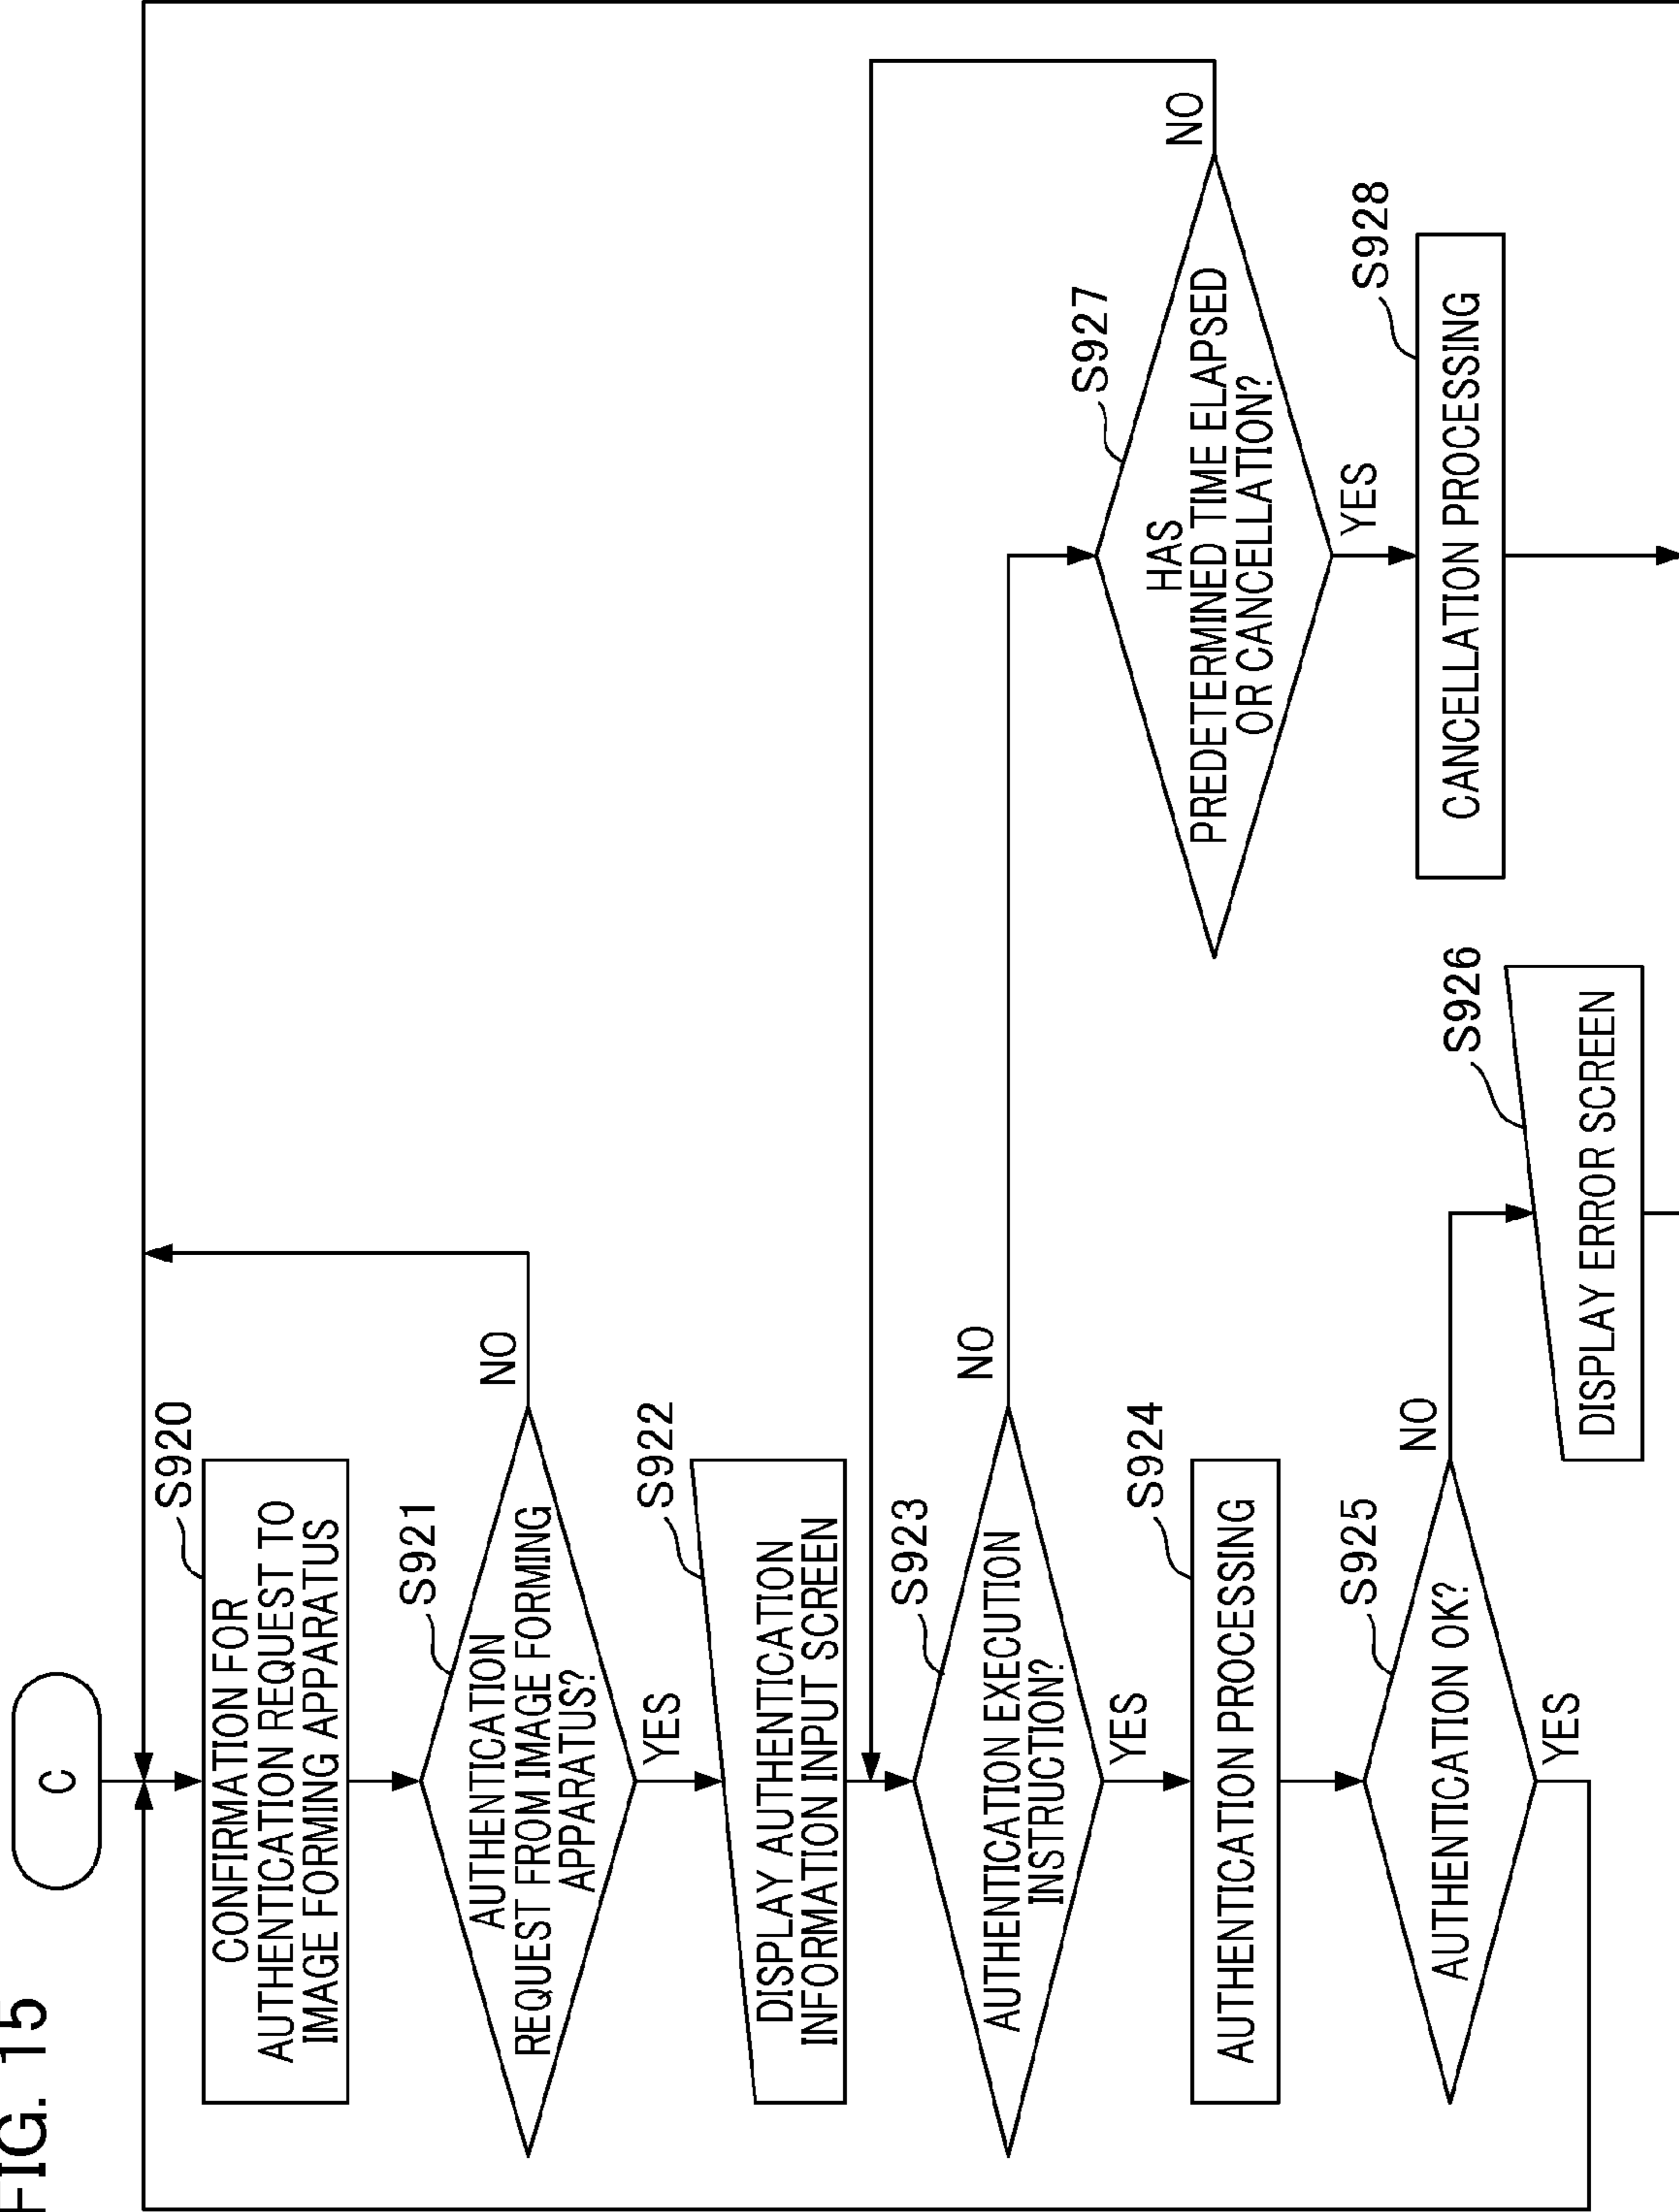 FIG. 15
C
S920
CONFIRMATION FOR
AUTHENTICATION REQUEST TO
IMAGE FORMING APPARATUS
S921
AUTHENTICATION
REQUEST FROM IMAGE FORMING
APPARATUS?
NO
YES
S922
DISPLAY AUTHENTICATION
INFORMATION INPUT SCREEN
S923
AUTHENTICATION EXECUTION
INSTRUCTION?
NO
YES
S924
AUTHENTICATION PROCESSING
S925
AUTHENTICATION OK?
NO
YES
S926
DISPLAY ERROR SCREEN
S927
HAS
PREDETERMINED TIME ELAPSED
OR CANCELLATION?
NO
YES
S928
CANCELLATION PROCESSING